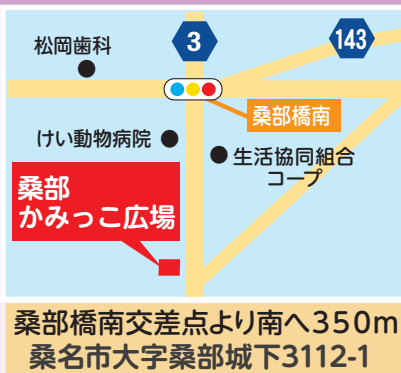 松岡歯科
3
143
桑部橋南
けい動物病院
生活協同組合
コープ
桑部
かみっこ広場
桑部橋南交差点より南へ350m
桑名市大字桑部城下3112-1